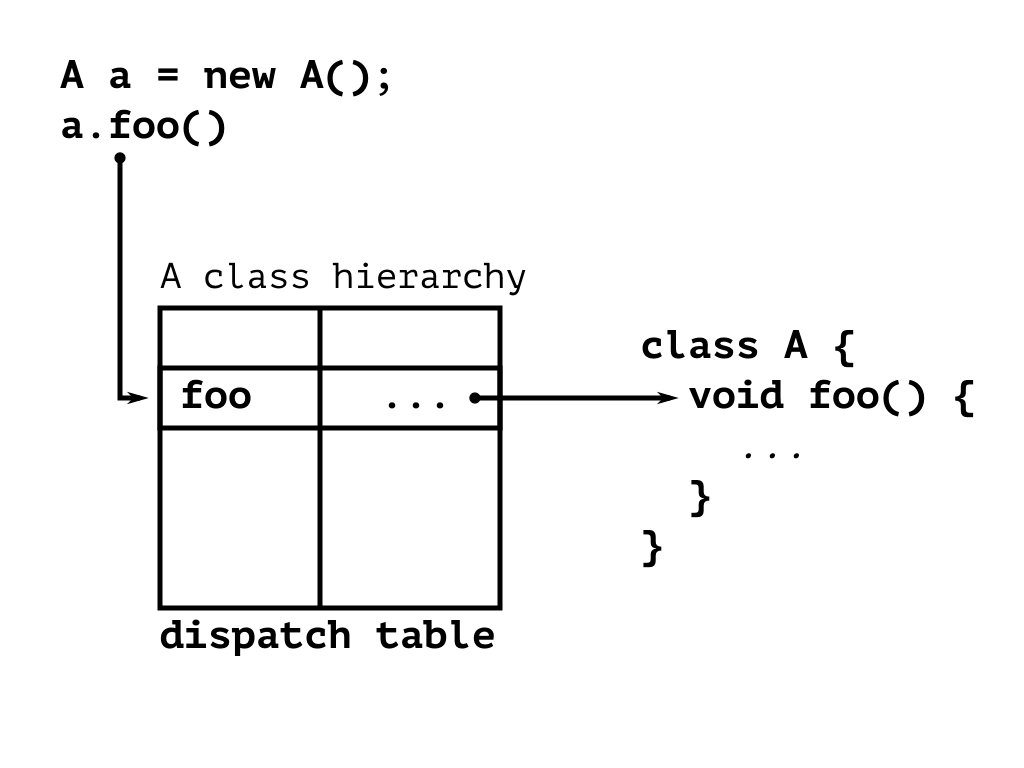 A a = new A();
a.foo()
A class hierarchy
foo ...
dispatch table
class A {
void foo() {
...
}
}